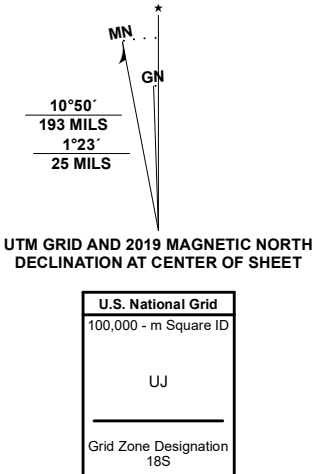 MN
GN
10°50´
193 MILS
1°23´
25 MILS
UTM GRID AND 2019 MAGNETIC NORTH
DECLINATION AT CENTER OF SHEET
U.S. National Grid
100,000 - m Square ID
UJ
Grid Zone Designation
18S